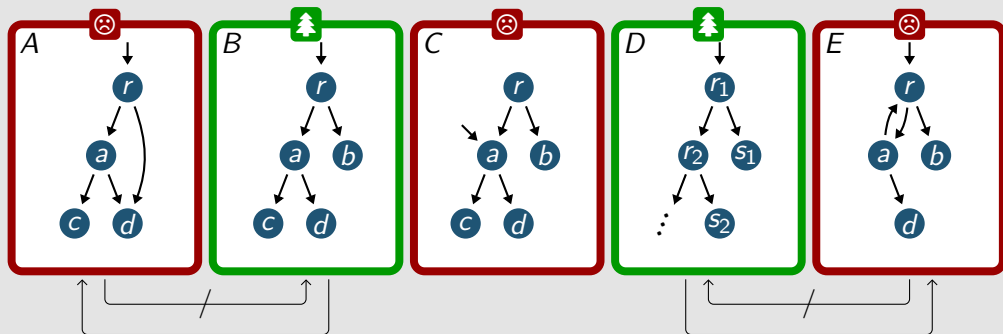 A B C D E
r r r r₁ r
a a b a b r₂ s₁ a b
c d c d c d ⋮ s₂ d